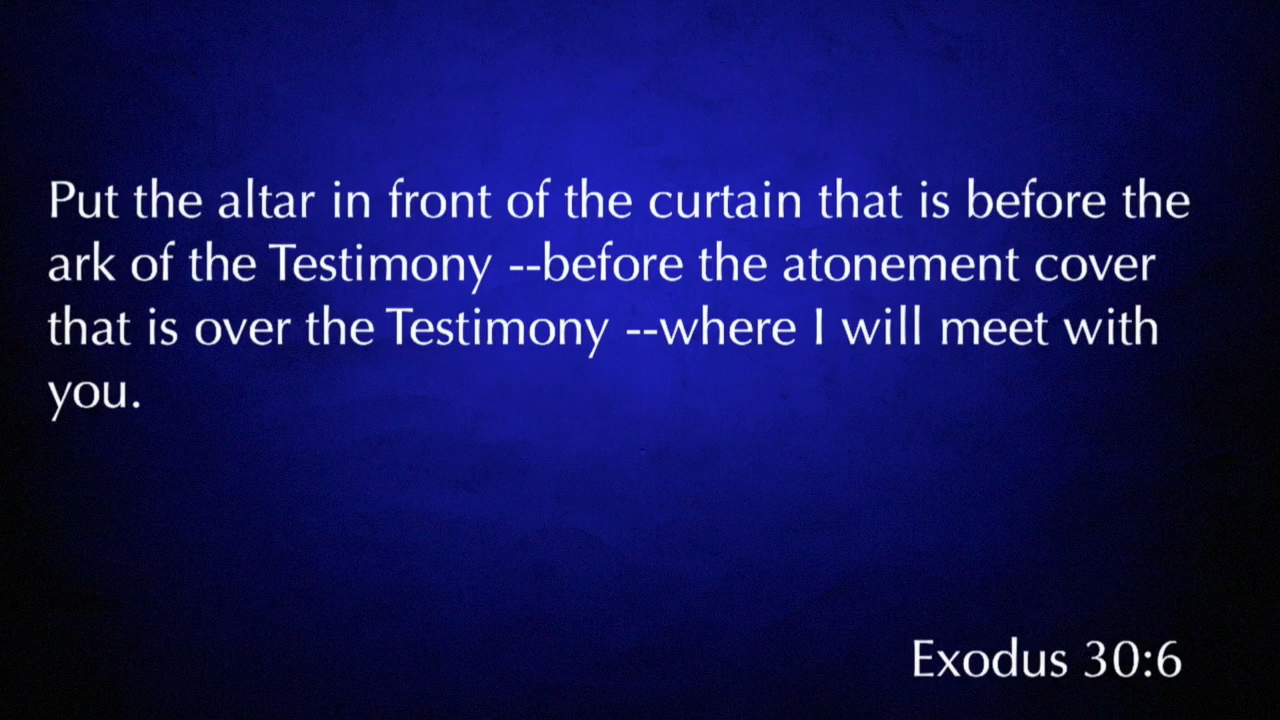 Put the altar in front of the curtain that is before the
ark of the Testimony --before the atonement cover
that is over the Testimony --where I will meet with
you.
Exodus 30:6